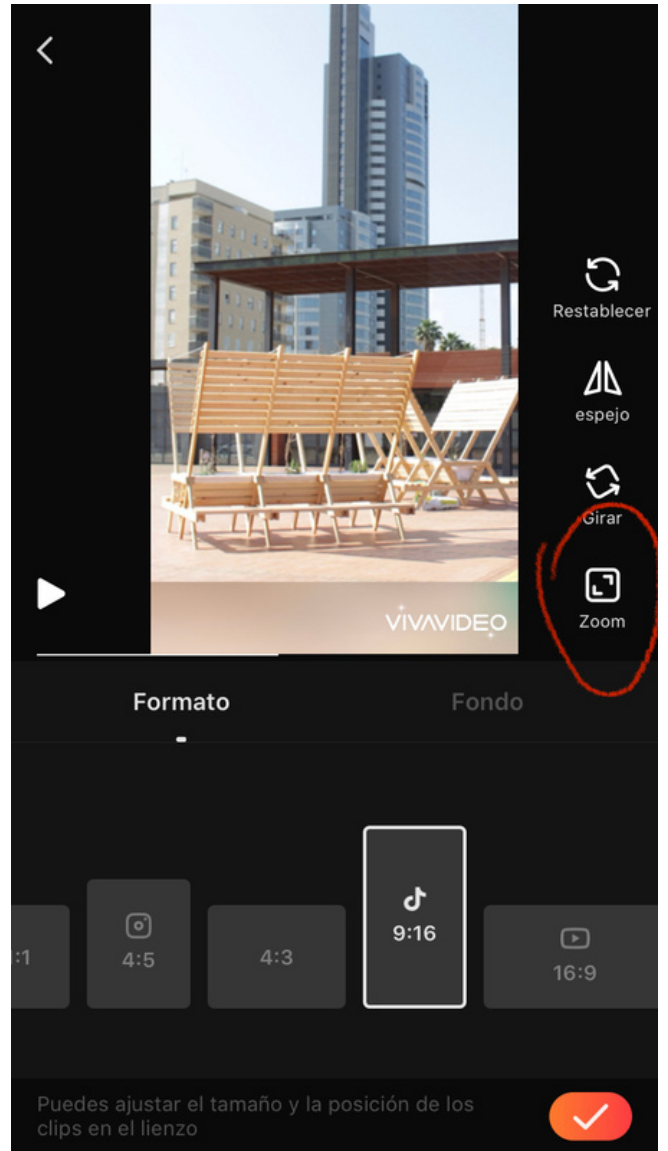 Restablecer
espejo
Girar
Zoom
VIVAVIDEO
Formato
Fondo
:1
4:5
4:3
9:16
16:9
Puedes ajustar el tamaño y la posición de los
clips en el lienzo